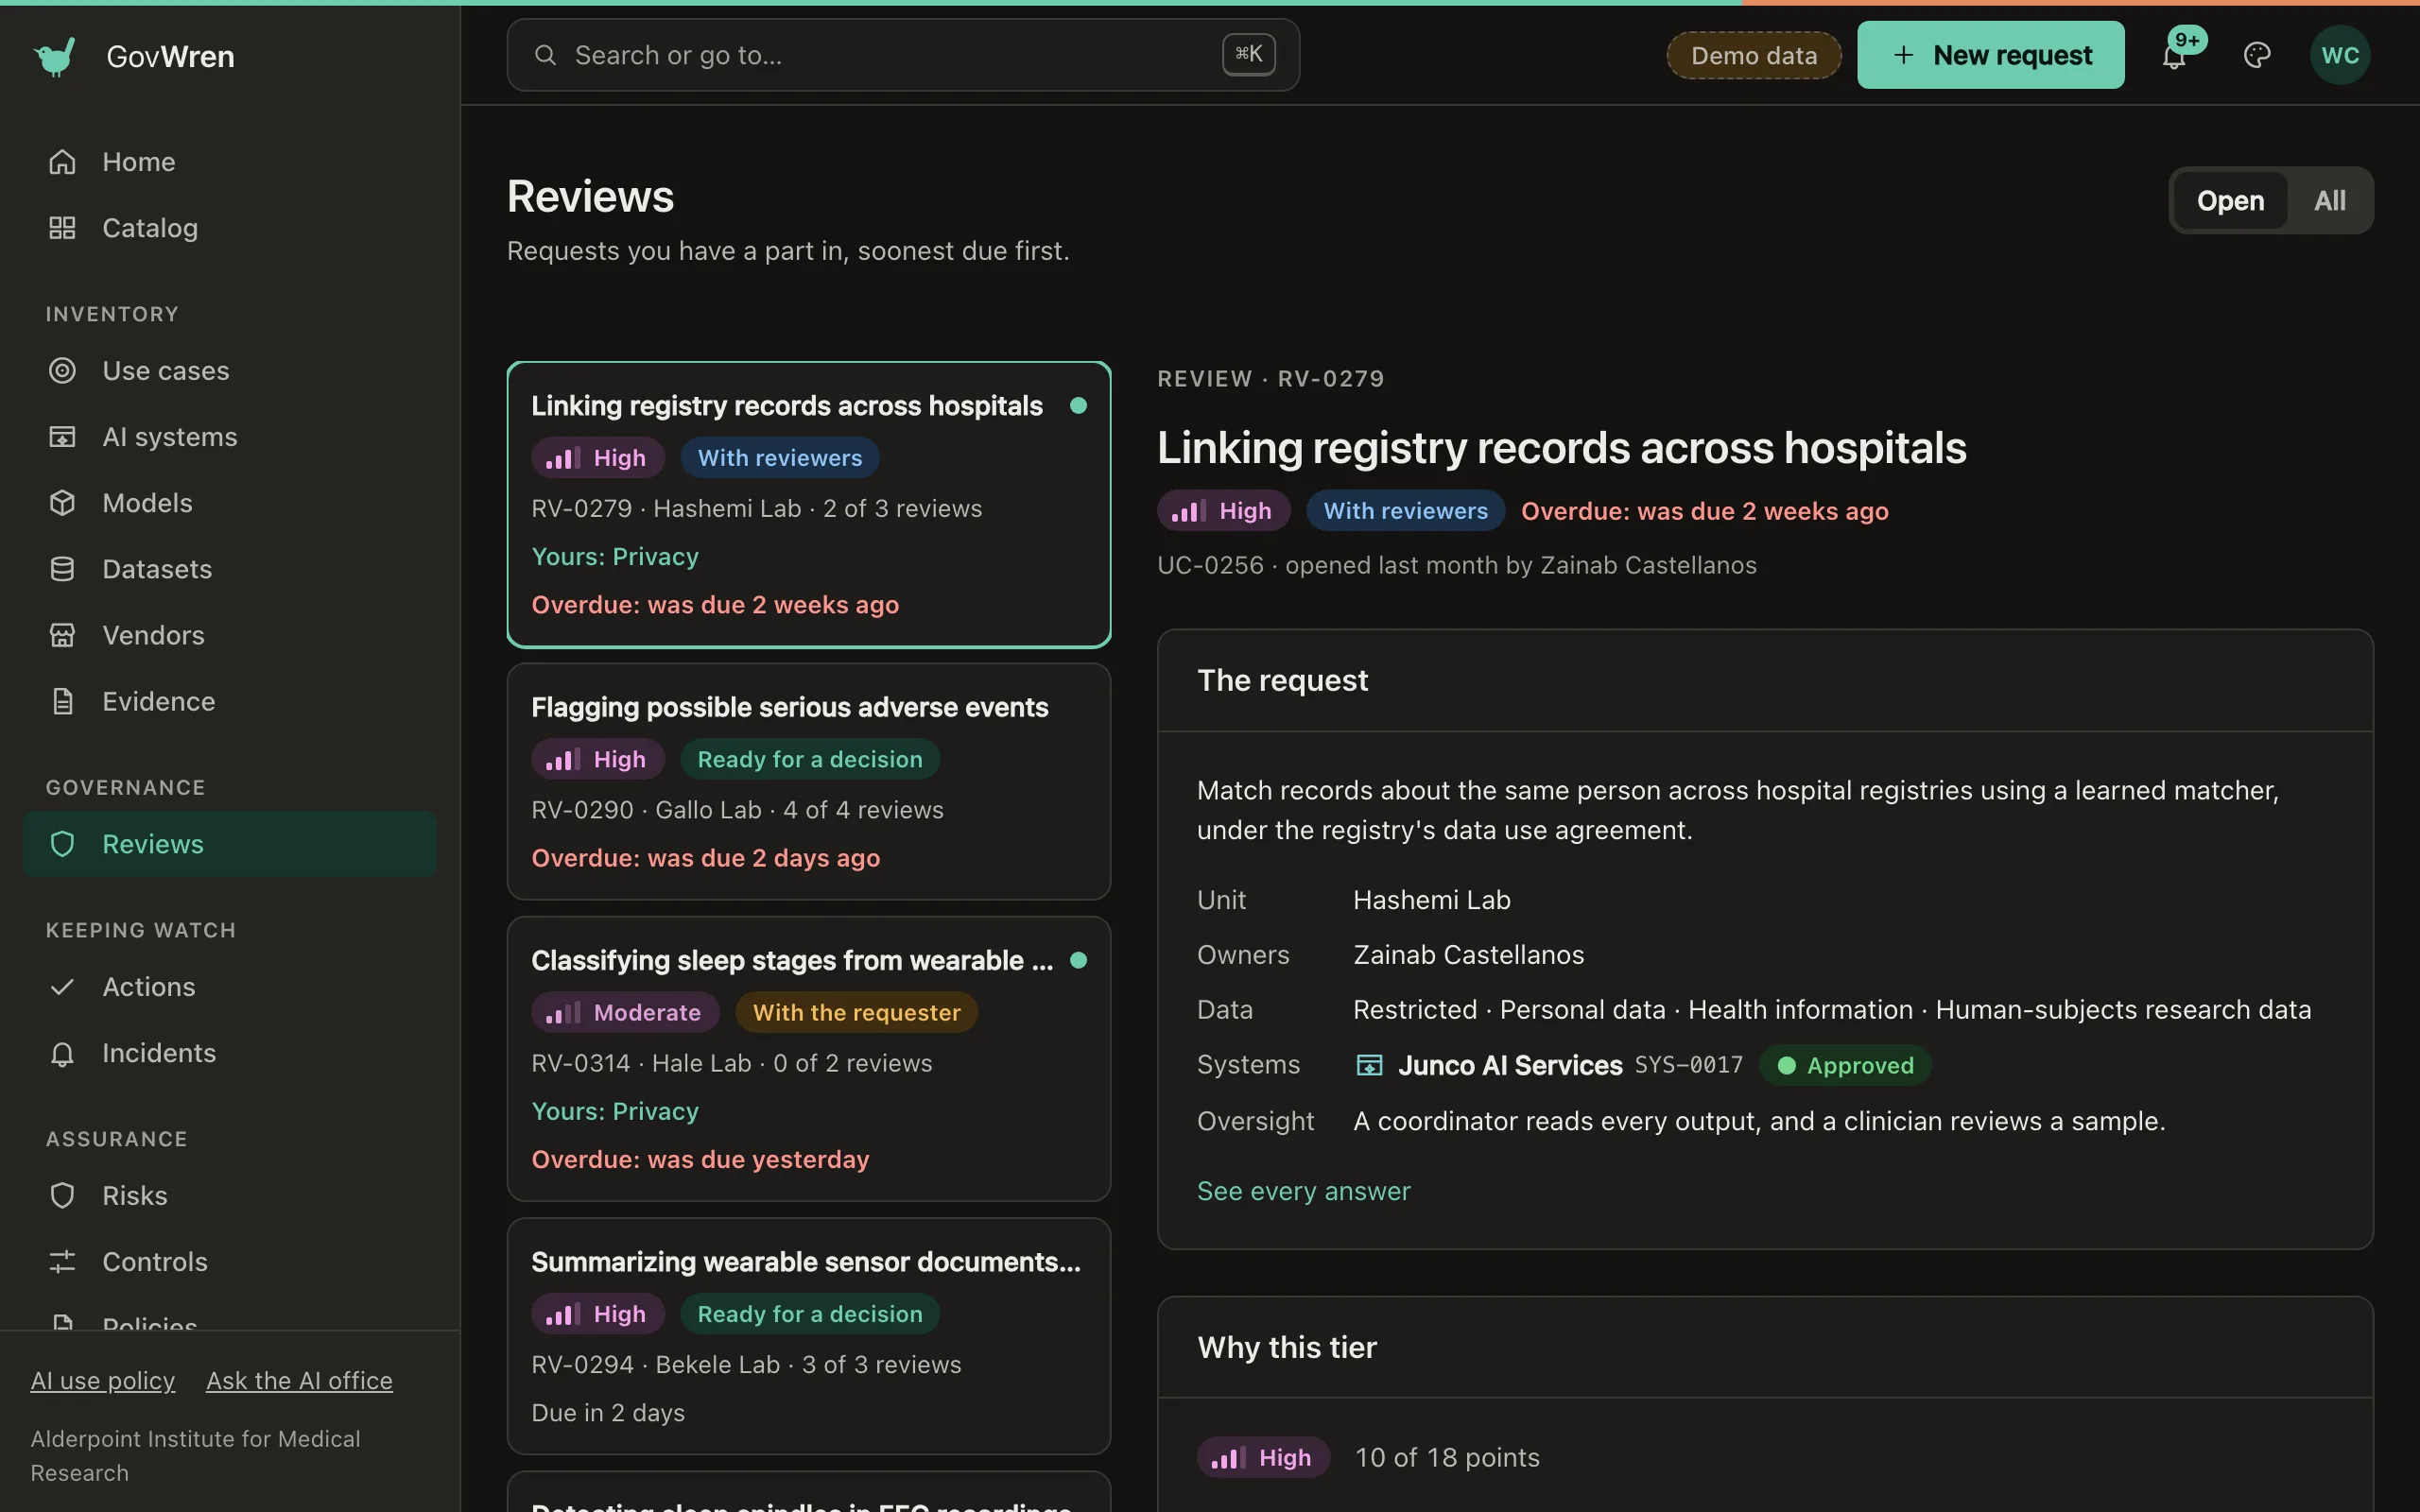 GovWren
Search or go to...
⌘K
Demo data
+ New request
9+
WC
Home
Catalog
INVENTORY
Use cases
AI systems
Models
Datasets
Vendors
Evidence
GOVERNANCE
Reviews
KEEPING WATCH
Actions
Incidents
ASSURANCE
Risks
Controls
Policies
AI use policy
Ask the AI office
Alderpoint Institute for Medical
Research
Reviews
Requests you have a part in, soonest due first.
Open
All
Linking registry records across hospitals
High
With reviewers
RV-0279 · Hashemi Lab · 2 of 3 reviews
Yours: Privacy
Overdue: was due 2 weeks ago
Flagging possible serious adverse events
High
Ready for a decision
RV-0290 · Gallo Lab · 4 of 4 reviews
Overdue: was due 2 days ago
Classifying sleep stages from wearable ...
Moderate
With the requester
RV-0314 · Hale Lab · 0 of 2 reviews
Yours: Privacy
Overdue: was due yesterday
Summarizing wearable sensor documents...
High
Ready for a decision
RV-0294 · Bekele Lab · 3 of 3 reviews
Due in 2 days
Detecting sleep spindles in EEG recordings
REVIEW · RV-0279
Linking registry records across hospitals
High
With reviewers
Overdue: was due 2 weeks ago
UC-0256 · opened last month by Zainab Castellanos
The request
Match records about the same person across hospital registries using a learned matcher,
under the registry's data use agreement.
Unit Hashemi Lab
Owners Zainab Castellanos
Data Restricted · Personal data · Health information · Human-subjects research data
Systems Junco AI Services SYS-0017 Approved
Oversight A coordinator reads every output, and a clinician reviews a sample.
See every answer
Why this tier
High
10 of 18 points